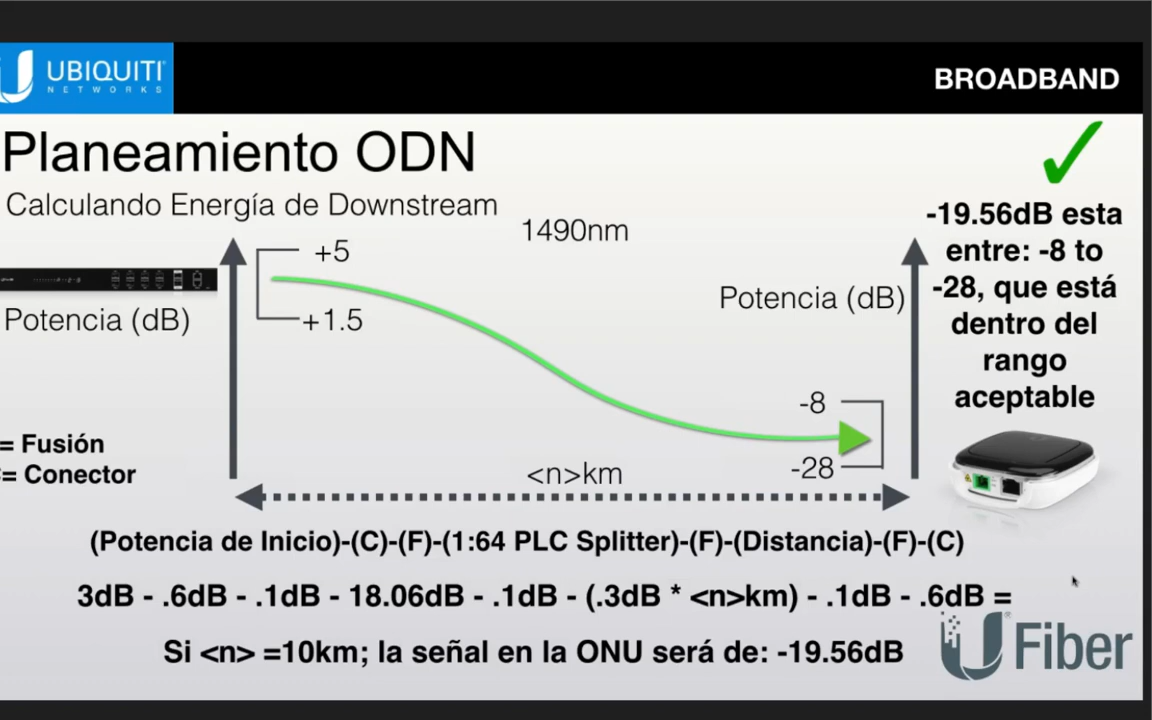 UBIQUITI
NETWORKS
BROADBAND
Planeamiento ODN
Calculando Energía de Downstream
1490nm
+5
+1.5
Potencia (dB)
Potencia (dB)
-19.56dB esta
entre: -8 to
-28, que está
dentro del
rango
aceptable
-8
-28
= Fusión
= Conector
<n>km
(Potencia de Inicio)-(C)-(F)-(1:64 PLC Splitter)-(F)-(Distancia)-(F)-(C)
3dB - .6dB - .1dB - 18.06dB - .1dB - (.3dB * <n>km) - .1dB - .6dB =
Si <n> =10km; la señal en la ONU será de: -19.56dB
U Fiber